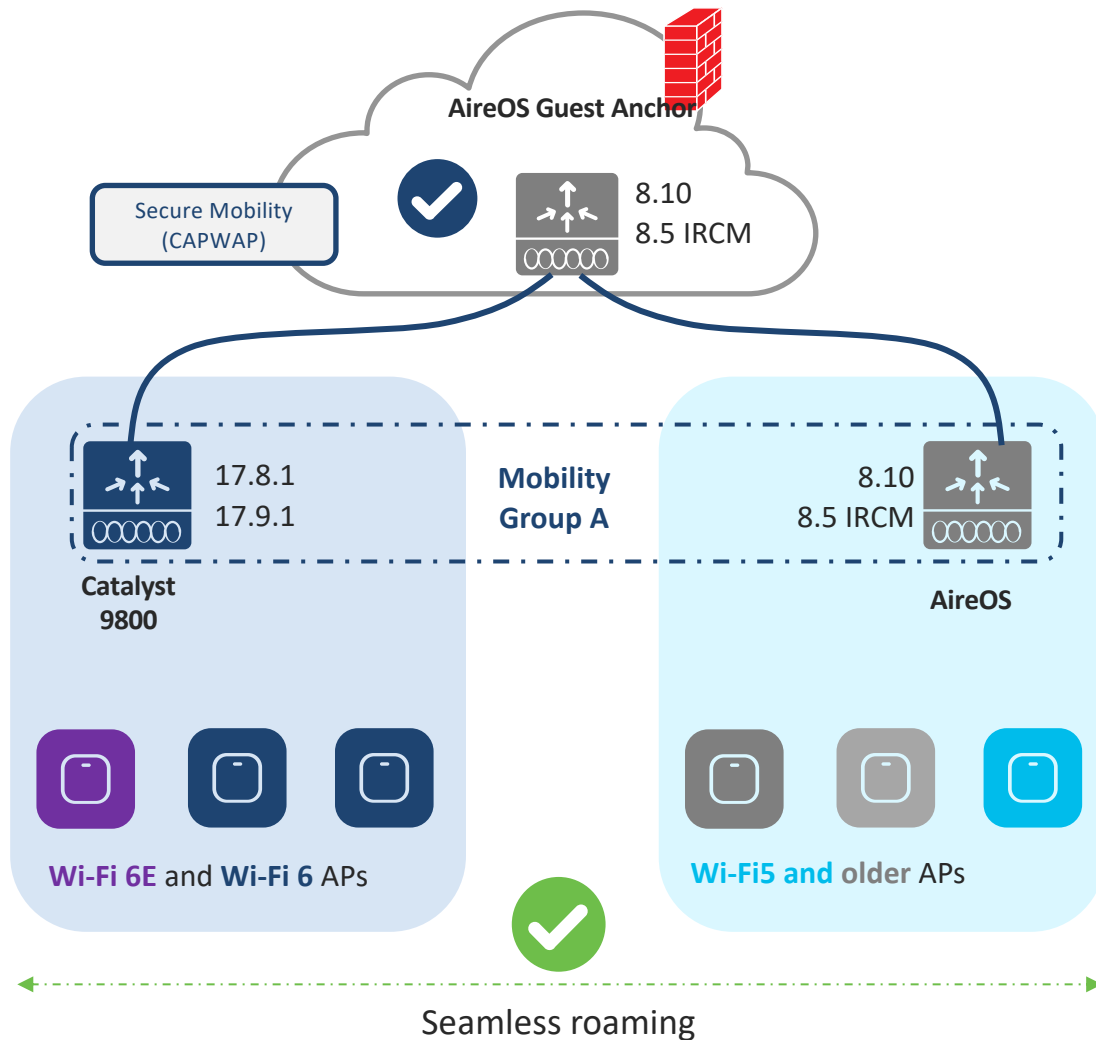 AireOS Guest Anchor
Secure Mobility
(CAPWAP)
8.10
8.5 IRCM
17.8.1
17.9.1
Mobility
Group A
8.10
8.5 IRCM
Catalyst
9800
AireOS
Wi-Fi 6E and Wi-Fi 6 APs
Wi-Fi5 and older APs
Seamless roaming